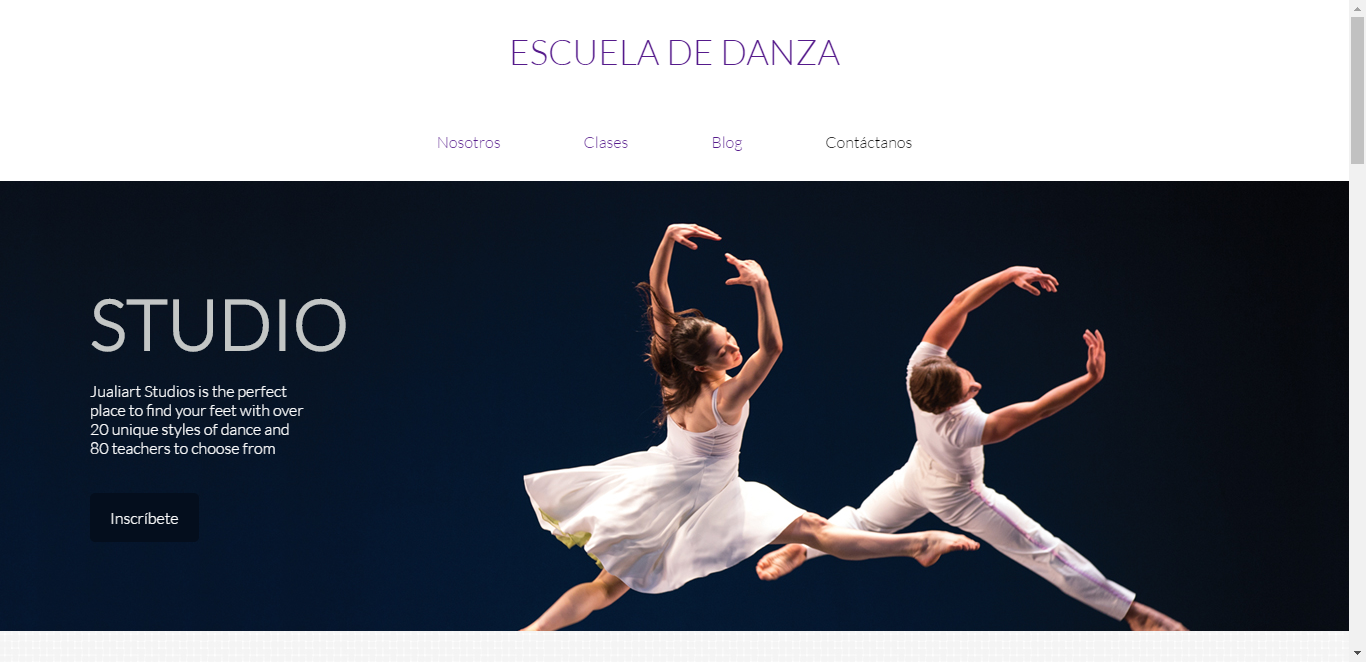 ESCUELA DE DANZA
Nosotros Clases Blog Contáctanos
STUDIO
Jualiart Studios is the perfect
place to find your feet with over
20 unique styles of dance and
80 teachers to choose from
Inscríbete